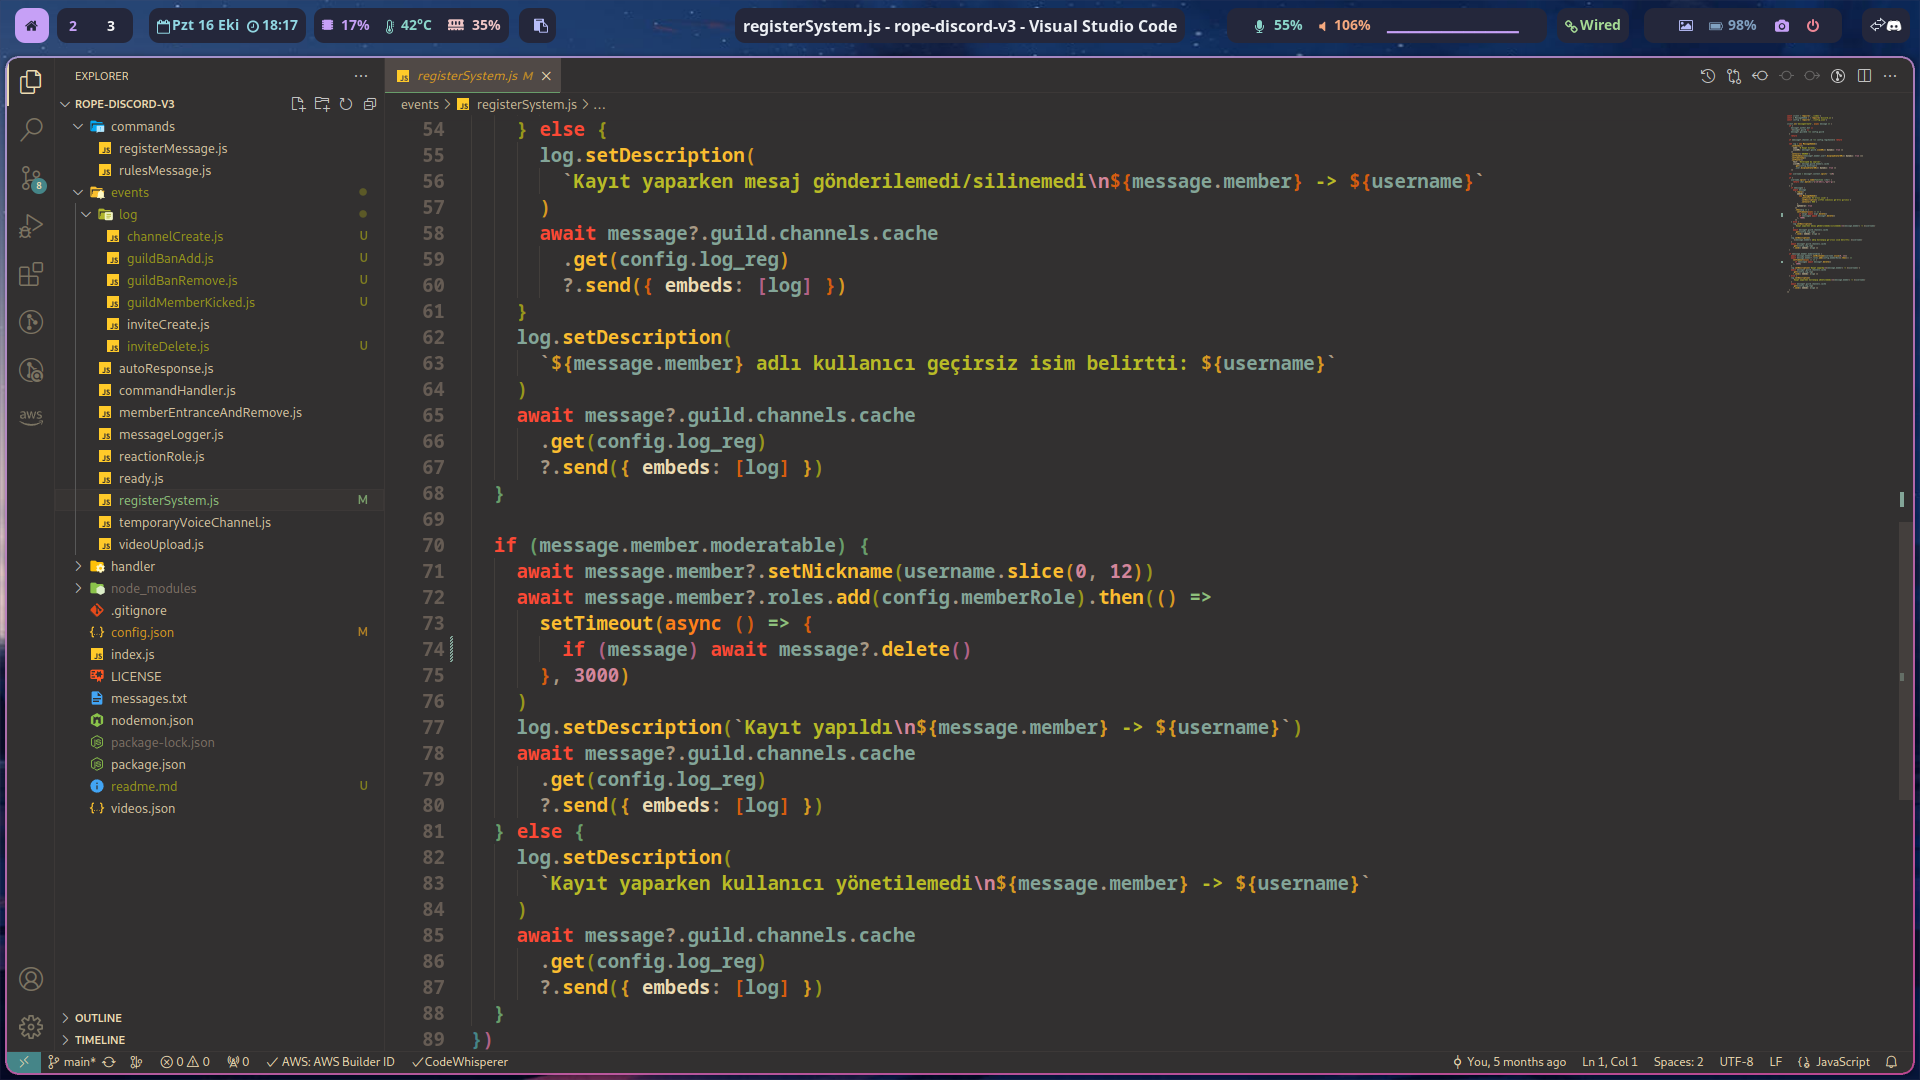 2 3 Pzt 16 Eki 18:17 17% 42°C 35% registerSystem.js - rope-discord-v3 - Visual Studio Code 55% 106% Wired 98%
EXPLORER
ROPE-DISCORD-V3
commands
registerMessage.js
rulesMessage.js
events
log
channelCreate.js U
guildBanAdd.js U
guildBanRemove.js U
guildMemberKicked.js U
inviteCreate.js
inviteDelete.js U
autoResponse.js
commandHandler.js
memberEntranceAndRemove.js
messageLogger.js
reactionRole.js
ready.js
registerSystem.js M
temporaryVoiceChannel.js
videoUpload.js
handler
node_modules
.gitignore
config.json M
index.js
LICENSE
messages.txt
nodemon.json
package-lock.json
package.json
readme.md U
videos.json
OUTLINE
TIMELINE
8
aws
registerSystem.js M
events > registerSystem.js > ...
54 } else {
55 log.setDescription(
56 `Kayıt yaparken mesaj gönderilemedi/silinemedi\n${message.member} -> ${username}`
57 )
58 await message?.guild.channels.cache
59 .get(config.log_reg)
60 ?.send({ embeds: [log] })
61 }
62 log.setDescription(
63 `${message.member} adlı kullanıcı geçirsiz isim belirtti: ${username}`
64 )
65 await message?.guild.channels.cache
66 .get(config.log_reg)
67 ?.send({ embeds: [log] })
68 }
69
70 if (message.member.moderatable) {
71 await message.member?.setNickname(username.slice(0, 12))
72 await message.member?.roles.add(config.memberRole).then(() =>
73 setTimeout(async () => {
74 if (message) await message?.delete()
75 }, 3000)
76 )
77 log.setDescription(`Kayıt yapıldı\n${message.member} -> ${username}`)
78 await message?.guild.channels.cache
79 .get(config.log_reg)
80 ?.send({ embeds: [log] })
81 } else {
82 log.setDescription(
83 `Kayıt yaparken kullanıcı yönetilemedi\n${message.member} -> ${username}`
84 )
85 await message?.guild.channels.cache
86 .get(config.log_reg)
87 ?.send({ embeds: [log] })
88 }
89 })
main* 0 0 0 AWS: AWS Builder ID CodeWhisperer You, 5 months ago Ln 1, Col 1 Spaces: 2 UTF-8 LF JavaScript